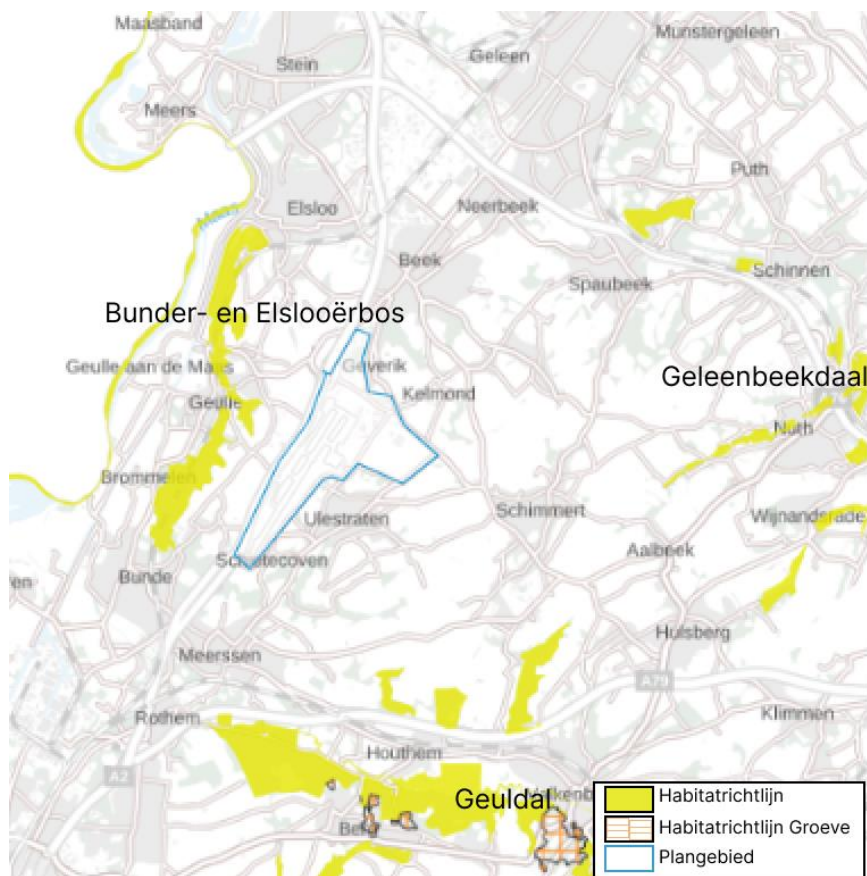 Maasband
Stein
Geleen
Munstergeleen
Meers
Puth
Maas
Elsloo
Neerbeek
Beek
Schinnen
Spaubeek
Bunder- en Elslooërbos
Geulle aan de Maas
Geverik
Geleenbeekdaal
Kelmond
Geulle
Nuth
Brommelen
Schimmert
Ulestraten
Wijnandsrade
Aalbeek
Schietecoven
Bunde
Hulsberg
Meerssen
A79
Rothem
Klimmen
Houthem
A2
Geuldal
Habitatrichtlijn
Habitatrichtlijn Groeve
Plangebied